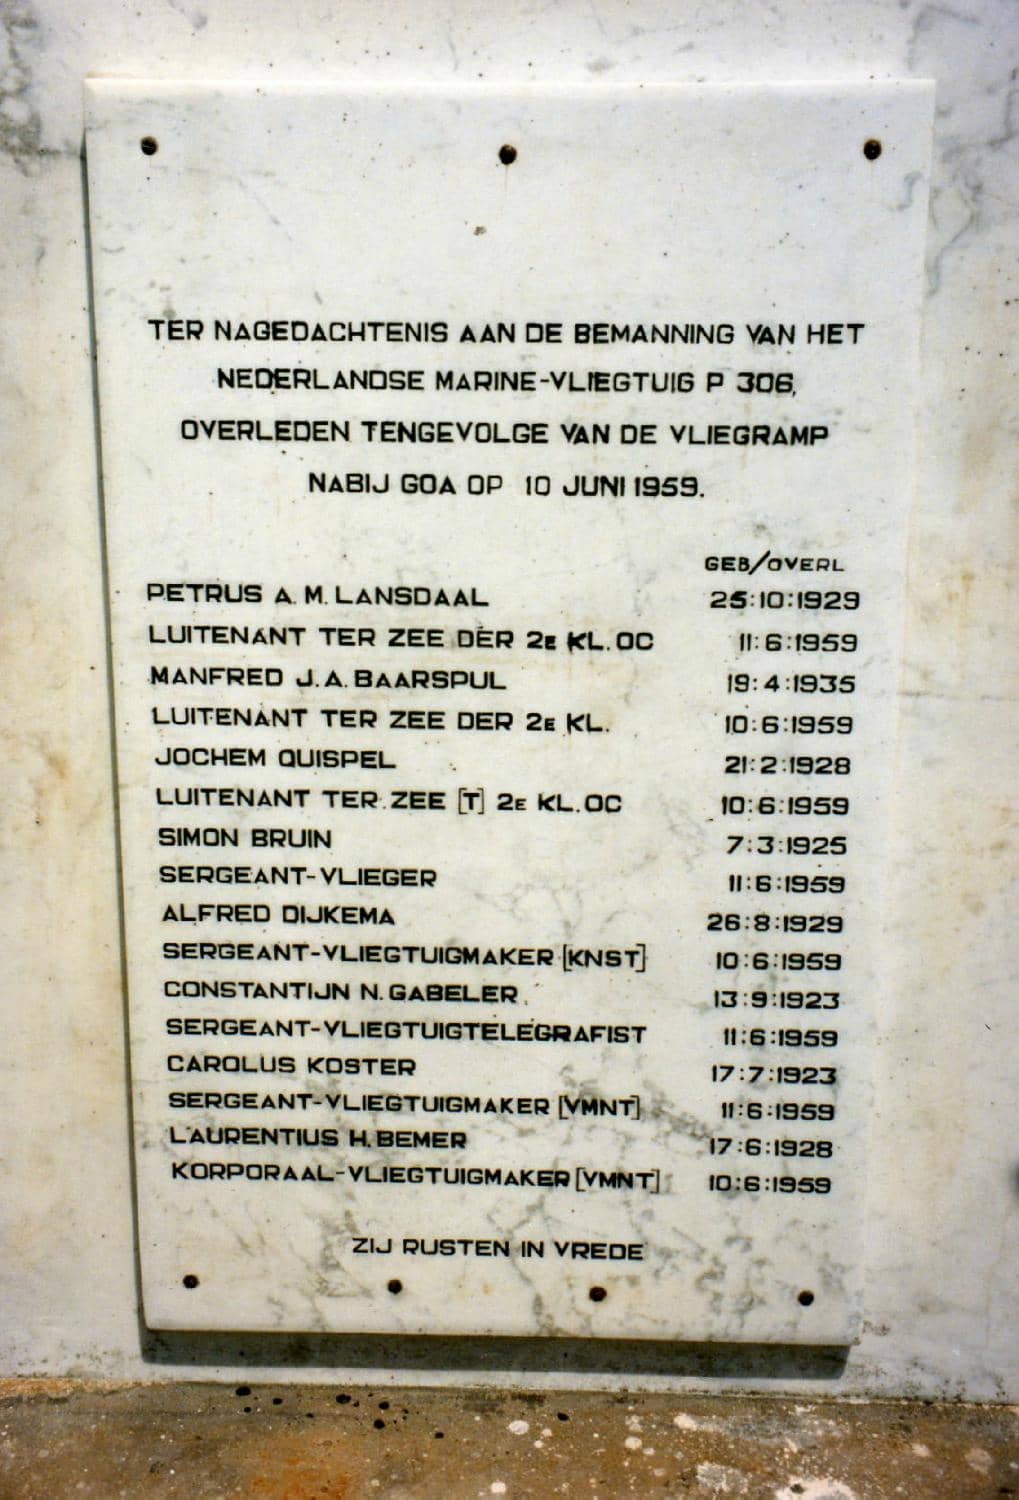 TER NAGEDACHTENIS AAN DE BEMANNING VAN HET
NEDERLANDSE MARINE-VLIEGTUIG P 306,
OVERLEDEN TENGEVOLGE VAN DE VLIEGRAMP
NABIJ GOA OP 10 JUNI 1959.
GEB/OVERL
PETRUS A. M. LANSDAAL 25:10:1929
LUITENANT TER ZEE DER 2E KL. OC 11:6:1959
MANFRED J. A. BAARSPUL 19:4:1935
LUITENANT TER ZEE DER 2E KL. 10:6:1959
JOCHEM QUISPEL 21:2:1928
LUITENANT TER ZEE [T] 2E KL. OC 10:6:1959
SIMON BRUIN 7:3:1925
SERGEANT-VLIEGER 11:6:1959
ALFRED DIJKEMA 26:8:1929
SERGEANT-VLIEGTUIGMAKER [KNST] 10:6:1959
CONSTANTIJN N. GABELER 13:9:1923
SERGEANT-VLIEGTUIGTELEGRAFIST 11:6:1959
CAROLUS KOSTER 17:7:1923
SERGEANT-VLIEGTUIGMAKER [VMNT] 11:6:1959
LAURENTIUS H. BEMER 17:6:1928
KORPORAAL-VLIEGTUIGMAKER [VMNT] 10:6:1959
ZIJ RUSTEN IN VREDE